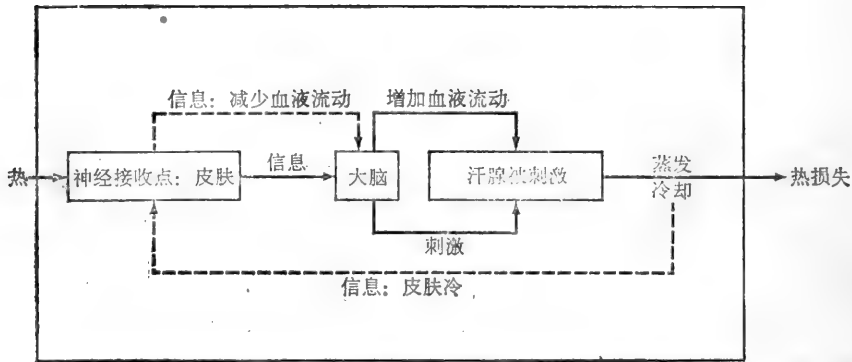 信息：减少血液流动
增加血液流动
热
神经接收点：皮肤
信息
大脑
汗腺被刺激
蒸发
冷却
热损失
刺激
信息：皮肤冷